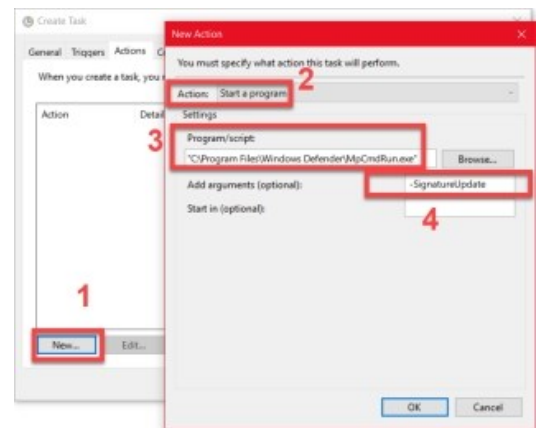 Create Task
General Triggers Actions
When you create a task, you
Action
New...
Edit...
New Action
You must specify what action this task will perform.
Action: Start a program
Settings
Program/script:
"C:\Program Files\Windows Defender\MpCmdRun.exe"
Browse...
Add arguments (optional):
-SignatureUpdate
Start in (optional):
OK
Cancel
1
2
3
4